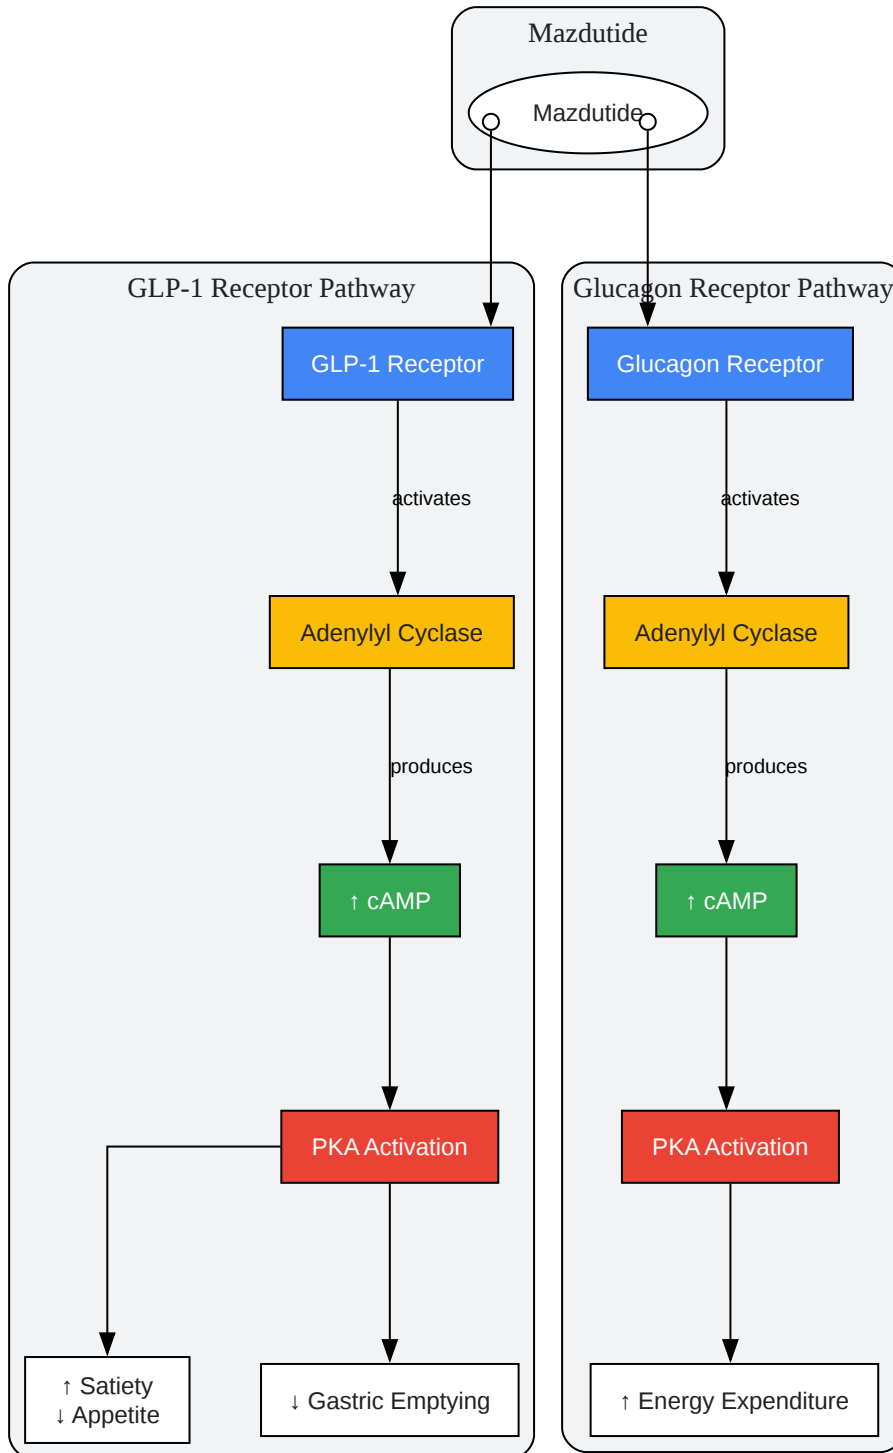 Mazdutide
Mazdutide
GLP-1 Receptor Pathway
Glucagon Receptor Pathway
GLP-1 Receptor
Glucagon Receptor
activates
activates
Adenylyl Cyclase
Adenylyl Cyclase
produces
produces
↑ cAMP
↑ cAMP
PKA Activation
PKA Activation
↑ Satiety
↓ Appetite
↓ Gastric Emptying
↑ Energy Expenditure